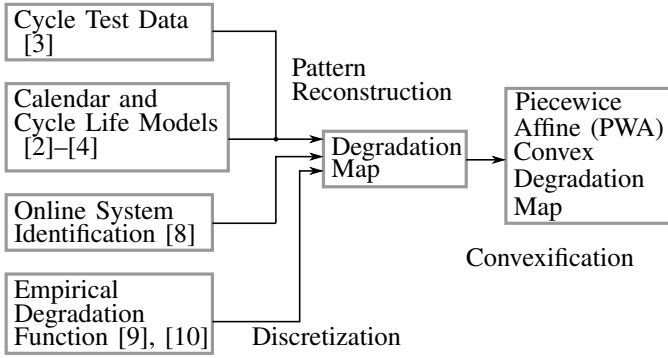 Cycle Test Data
[3]
Calendar and
Cycle Life Models
[2]–[4]
Online System
Identification [8]
Empirical
Degradation
Function [9], [10]
Pattern
Reconstruction
Discretization
Degradation
Map
Piecewice
Affine (PWA)
Convex
Degradation
Map
Convexification